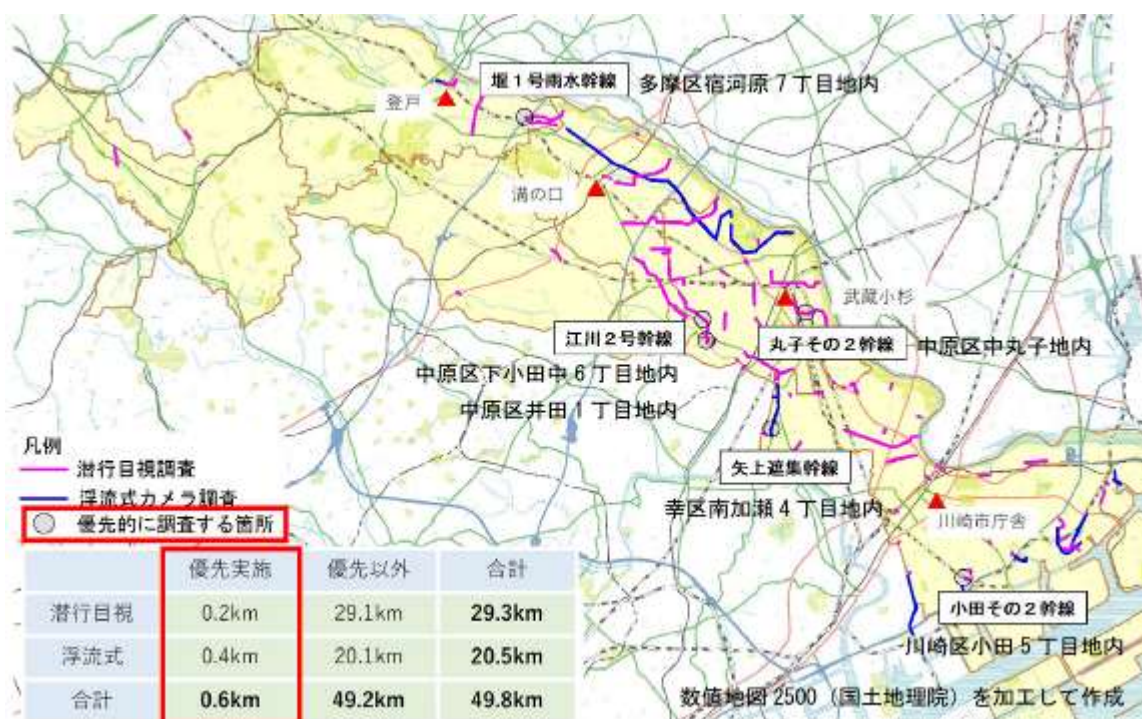 堰１号雨水幹線
多摩区宿河原７丁目地内
登戸
溝の口
武蔵小杉
江川２号幹線
丸子その２幹線
中原区中丸子地内
中原区下小田中６丁目地内
中原区井田１丁目地内
矢上遮集幹線
幸区南加瀬４丁目地内
川崎市庁舎
小田その２幹線
川崎区小田５丁目地内
凡例
潜行目視調査
浮流式カメラ調査
優先的に調査する箇所
優先実施 優先以外 合計
潜行目視 0.2km 29.1km 29.3km
浮流式 0.4km 20.1km 20.5km
合計 0.6km 49.2km 49.8km
数値地図2500（国土地理院）を加工して作成